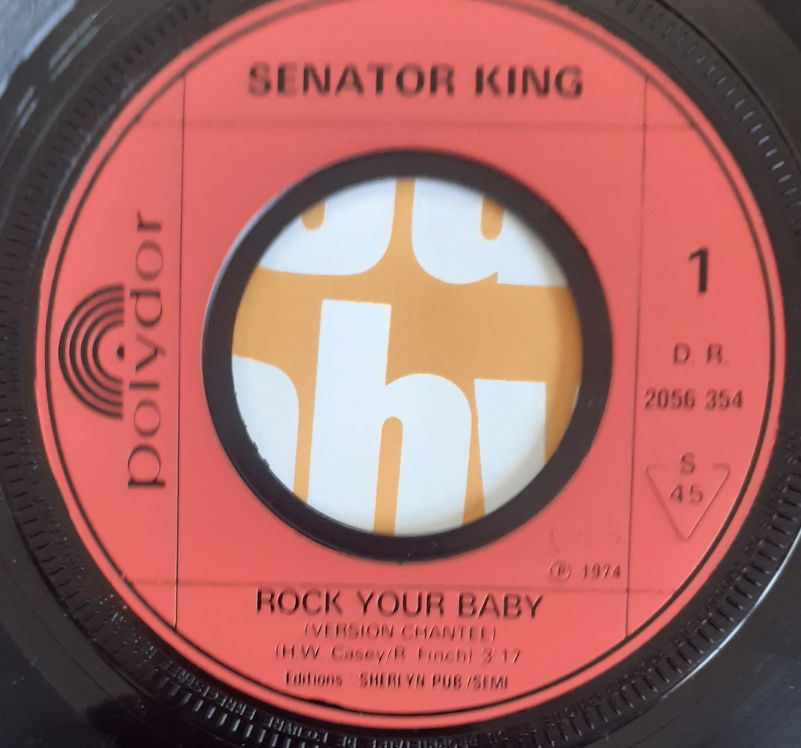 SENATOR KING
polydor
1
D. R.
2056 354
S
45
℗ 1974
ROCK YOUR BABY
(VERSION CHANTEE)
(H.W. Casey/R. Finch) 3'17
Editions : SHERLYN PUB /SEMI